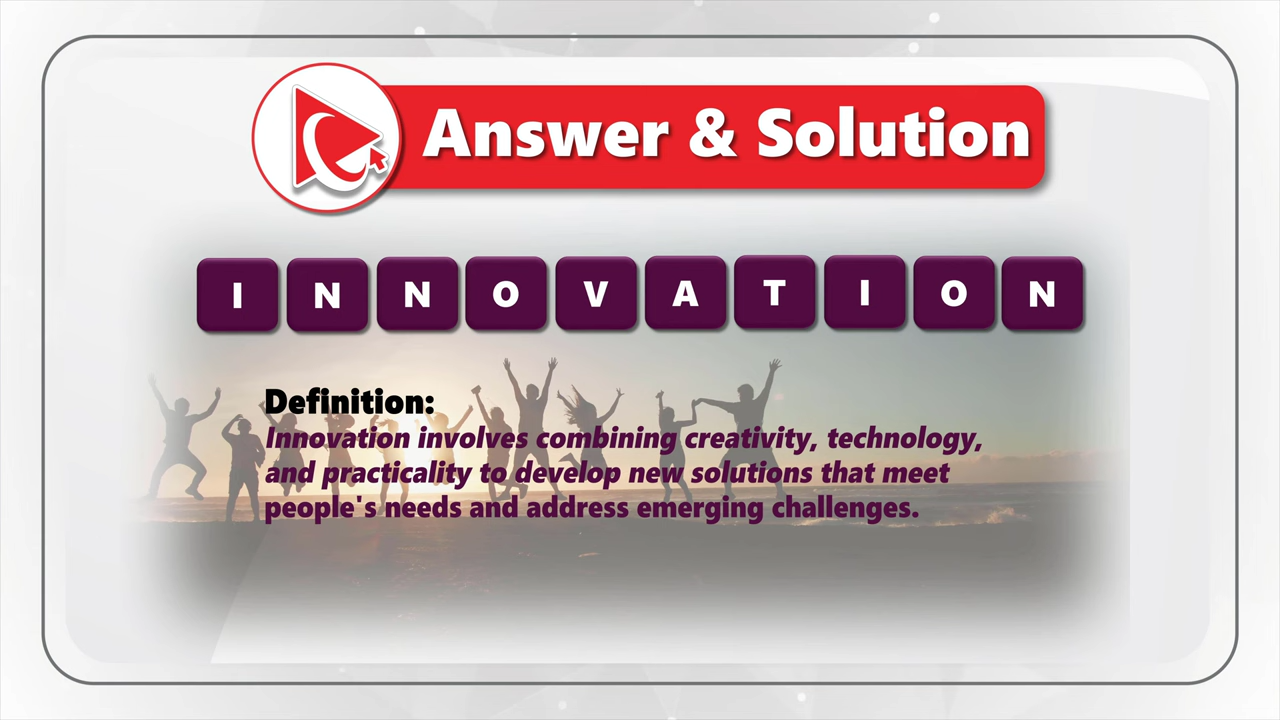 Answer & Solution
INNOVATION
Definition:
Innovation involves combining creativity, technology,
and practicality to develop new solutions that meet
people's needs and address emerging challenges.